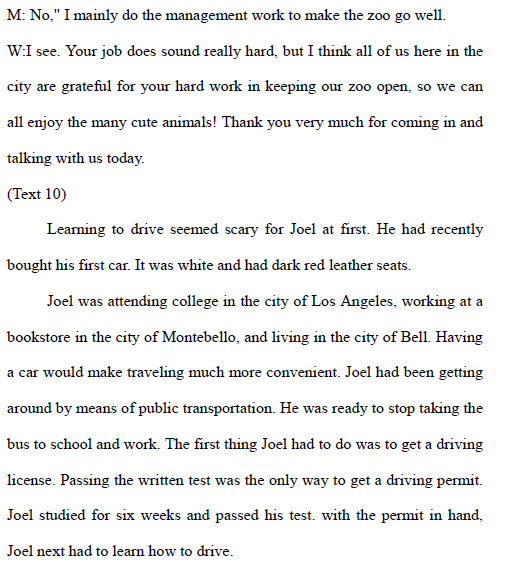 M: No," I mainly do the management work to make the zoo go well.
W:I see. Your job does sound really hard, but I think all of us here in the
city are grateful for your hard work in keeping our zoo open, so we can
all enjoy the many cute animals! Thank you very much for coming in and
talking with us today.
(Text 10)
Learning to drive seemed scary for Joel at first. He had recently
bought his first car. It was white and had dark red leather seats.
Joel was attending college in the city of Los Angeles, working at a
bookstore in the city of Montebello, and living in the city of Bell. Having
a car would make traveling much more convenient. Joel had been getting
around by means of public transportation. He was ready to stop taking the
bus to school and work. The first thing Joel had to do was to get a driving
license. Passing the written test was the only way to get a driving permit.
Joel studied for six weeks and passed his test. with the permit in hand,
Joel next had to learn how to drive.